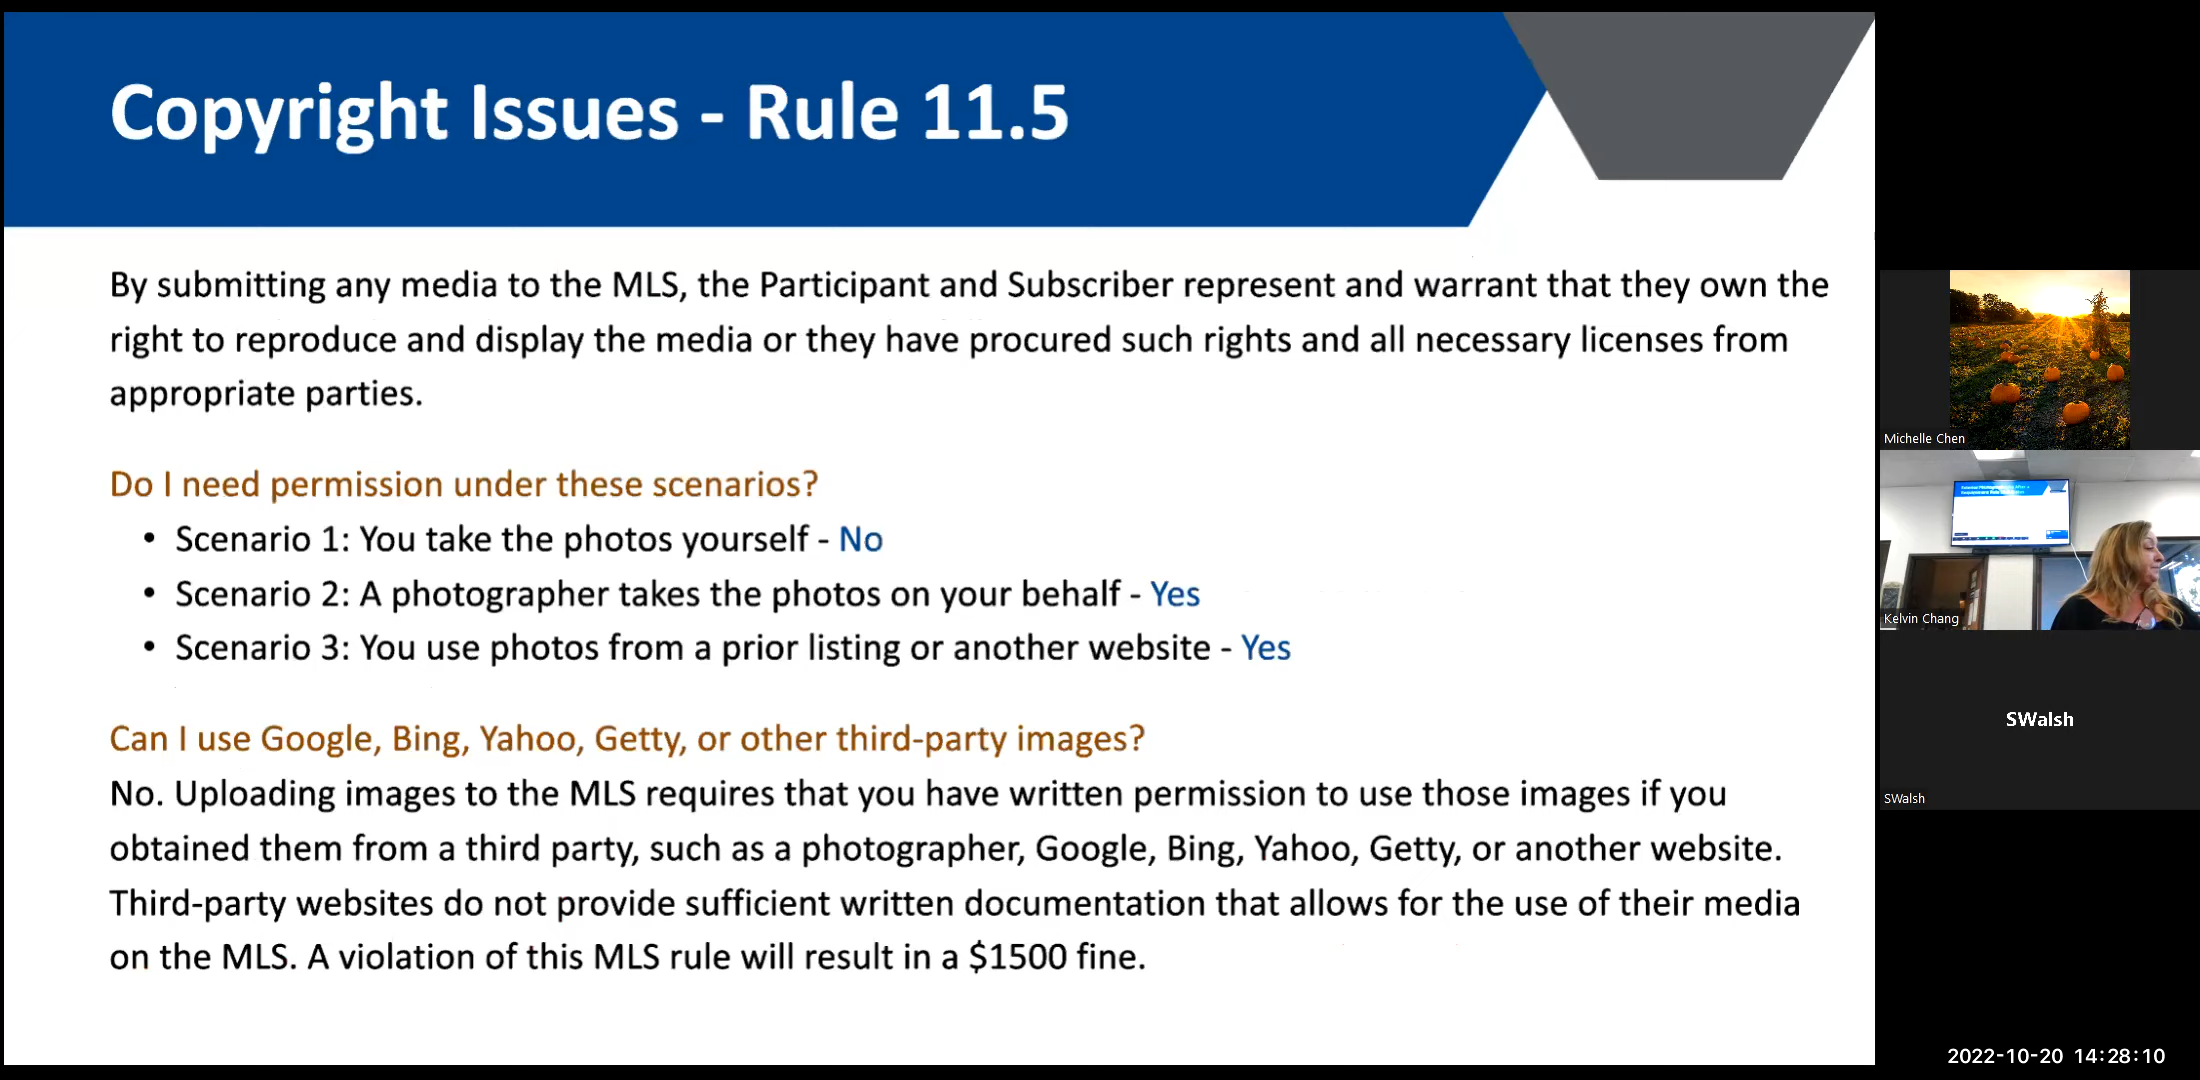 Copyright Issues - Rule 11.5
By submitting any media to the MLS, the Participant and Subscriber represent and warrant that they own the
right to reproduce and display the media or they have procured such rights and all necessary licenses from
appropriate parties.
Do I need permission under these scenarios?
• Scenario 1: You take the photos yourself - No
• Scenario 2: A photographer takes the photos on your behalf - Yes
• Scenario 3: You use photos from a prior listing or another website - Yes
Can I use Google, Bing, Yahoo, Getty, or other third-party images?
No. Uploading images to the MLS requires that you have written permission to use those images if you
obtained them from a third party, such as a photographer, Google, Bing, Yahoo, Getty, or another website.
Third-party websites do not provide sufficient written documentation that allows for the use of their media
on the MLS. A violation of this MLS rule will result in a $1500 fine.
Michelle Chen
Kelvin Chang
SWalsh
SWalsh
2022-10-20 14:28:10